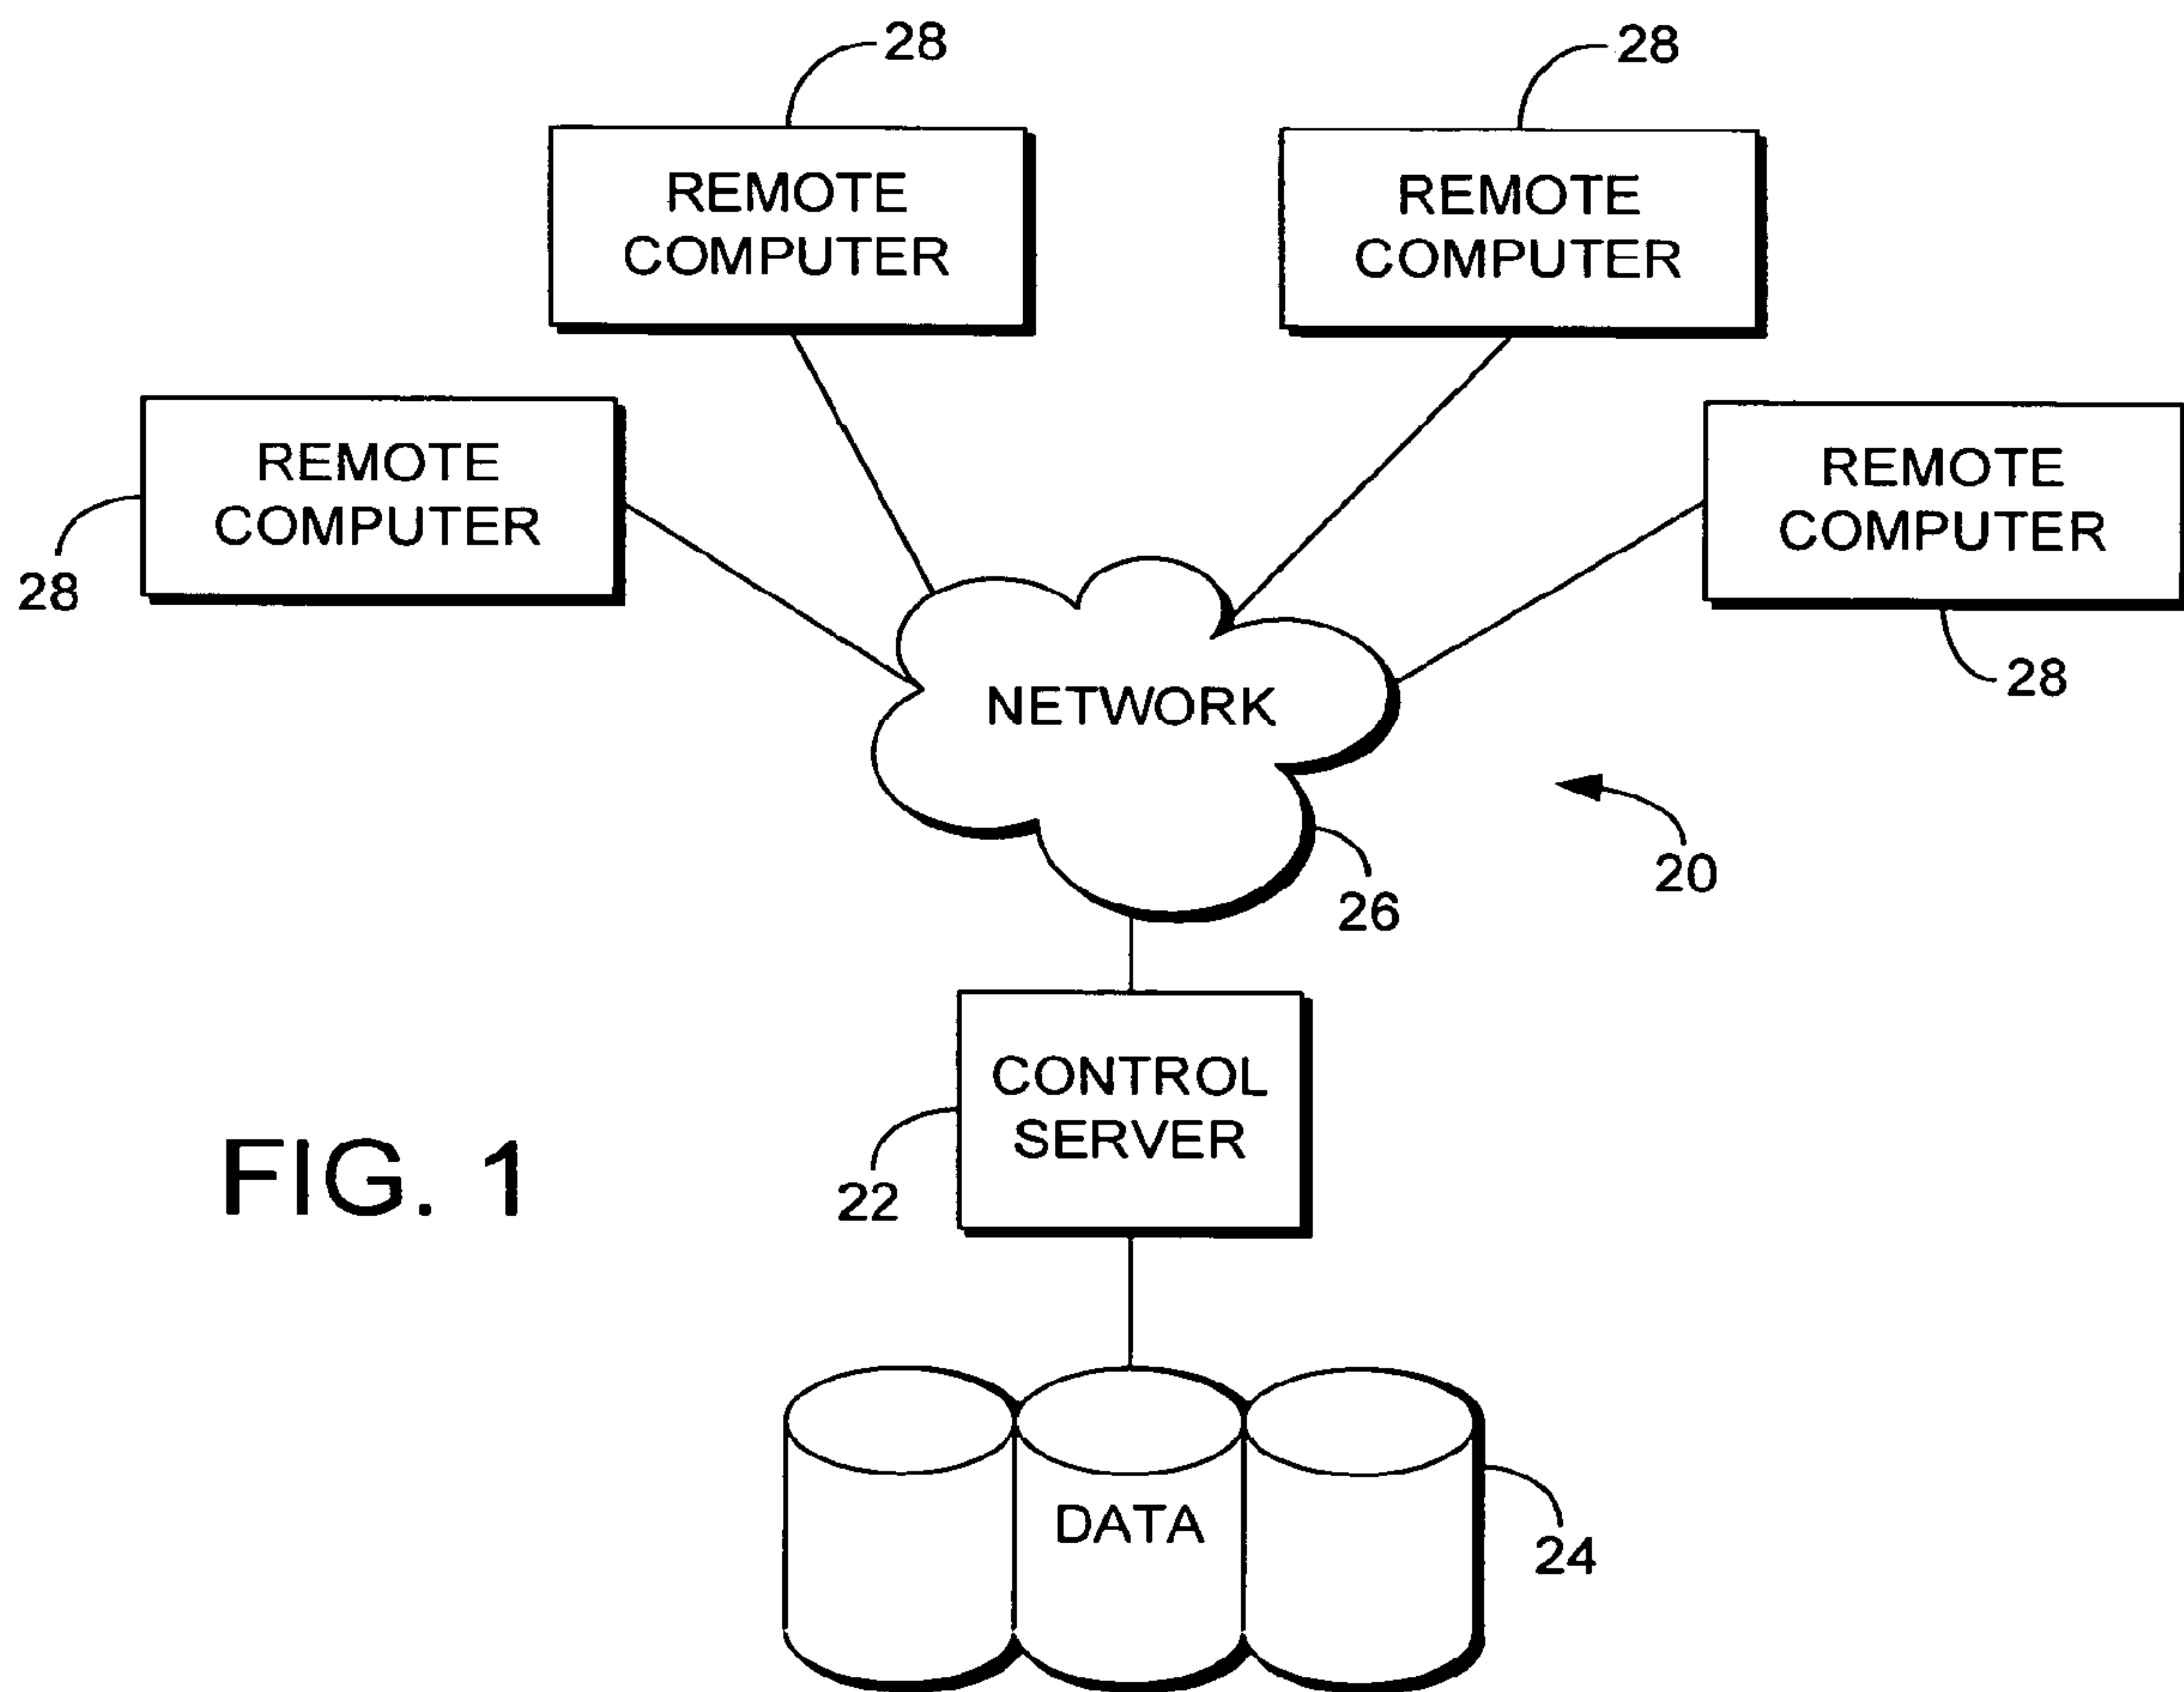 28
28
REMOTE
COMPUTER
REMOTE
COMPUTER
REMOTE
COMPUTER
REMOTE
COMPUTER
28
28
NETWORK
20
26
CONTROL
SERVER
22
FIG. 1
DATA
24